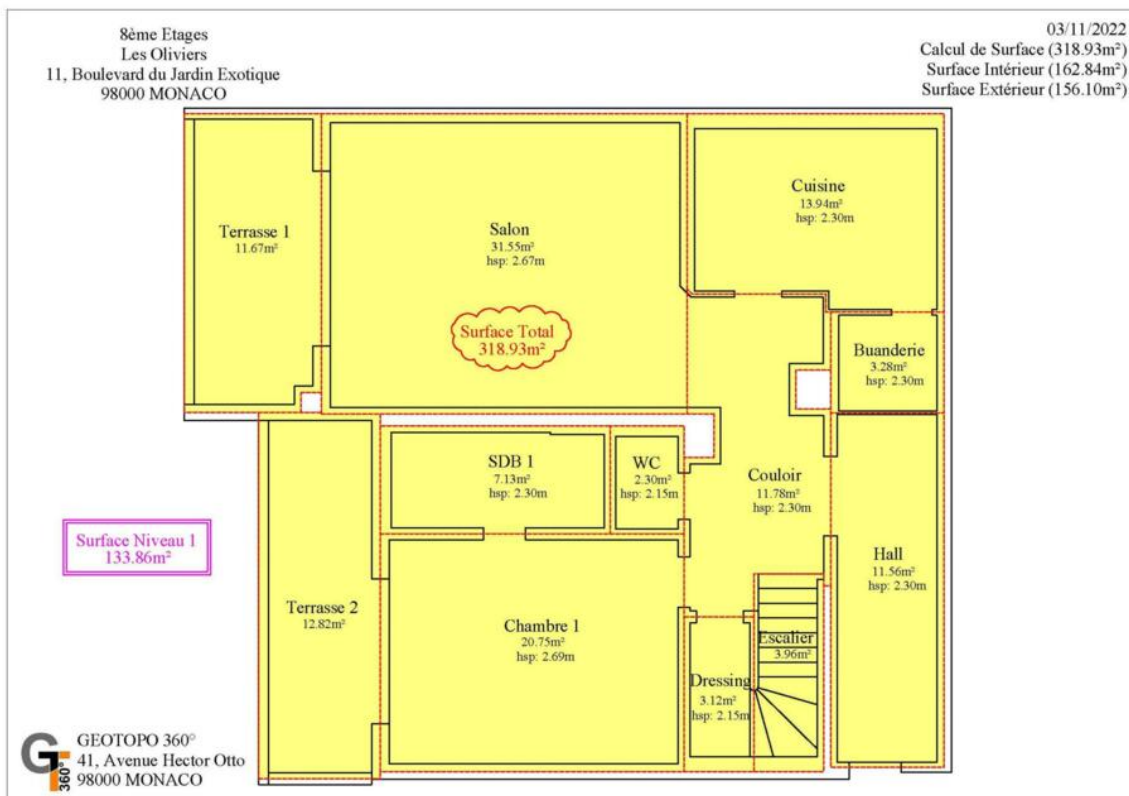 8ème Etages
Les Oliviers
11, Boulevard du Jardin Exotique
98000 MONACO
03/11/2022
Calcul de Surface (318.93m²)
Surface Intérieur (162.84m²)
Surface Extérieur (156.10m²)
Terrasse 1
11.67m²
Salon
31.55m²
hsp: 2.67m
Cuisine
13.94m²
hsp: 2.30m
Surface Total
318.93m²
Buanderie
3.28m²
hsp: 2.30m
SDB 1
7.13m²
hsp: 2.30m
WC
2.30m²
hsp: 2.15m
Couloir
11.78m²
hsp: 2.30m
Surface Niveau 1
133.86m²
Hall
11.56m²
hsp: 2.30m
Terrasse 2
12.82m²
Chambre 1
20.75m²
hsp: 2.69m
Escalier
3.96m²
Dressing
3.12m²
hsp: 2.15m
GT
360°
GEOTOPO 360°
41, Avenue Hector Otto
98000 MONACO